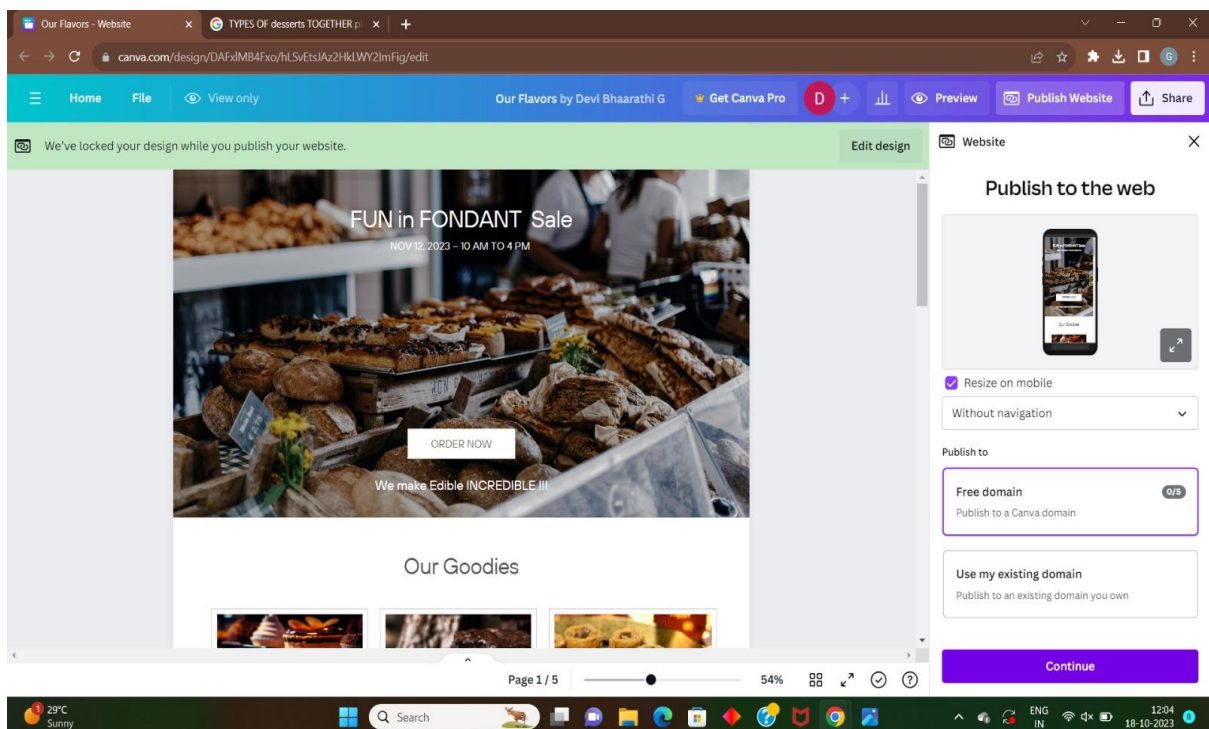 Our Flavors - Website
TYPES OF desserts TOGETHER p
canva.com/design/DAFxlMB4Fxo/hLSvEtsJAz2HkLWY2ImFig/edit
G
Home File View only Our Flavors by Devi Bhaarathi G Get Canva Pro D + Preview Publish Website Share
We've locked your design while you publish your website. Edit design
Website
Publish to the web
FUN in FONDANT Sale
NOV 12, 2023 – 10 AM TO 4 PM
ORDER NOW
We make Edible INCREDIBLE !!!
Our Goodies
Resize on mobile
Without navigation
Publish to
Free domain 0/5
Publish to a Canva domain
Use my existing domain
Publish to an existing domain you own
Continue
Page 1 / 5 54%
1 29°C
Sunny
Search
ENG
IN
12:04
18-10-2023
8